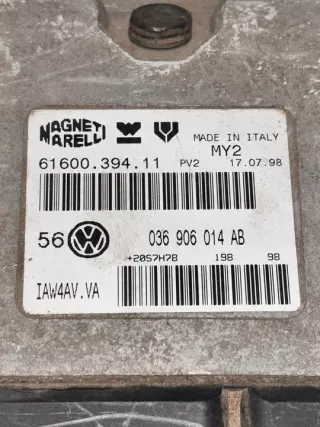 MAGNETI MARELLI MADE IN ITALY
MY2
61600.394.11 PV2 17.07.98
56 036 906 014 AB
+20S7H78 198 98
IAW4AV.VA